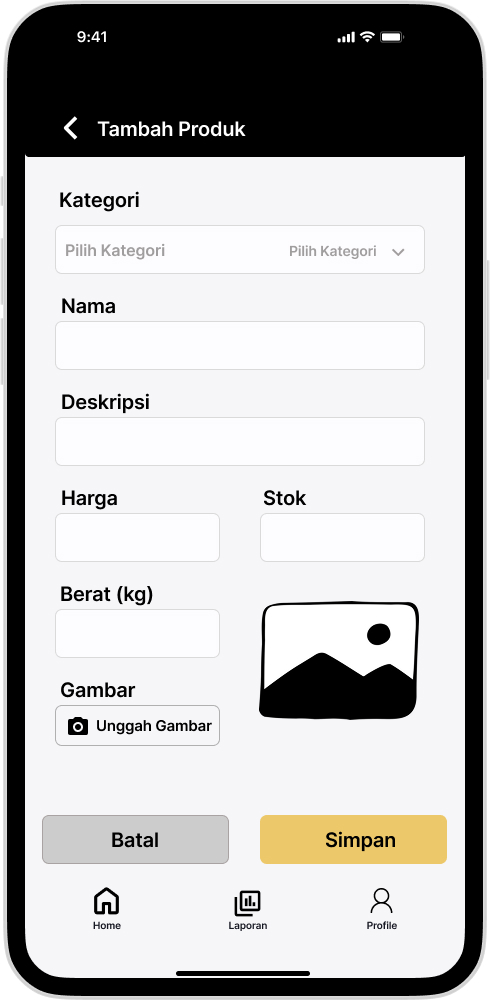 9:41
Tambah Produk
Kategori
Pilih Kategori Pilih Kategori
Nama
Deskripsi
Harga Stok
Berat (kg)
Gambar
Unggah Gambar
Batal Simpan
Home Laporan Profile